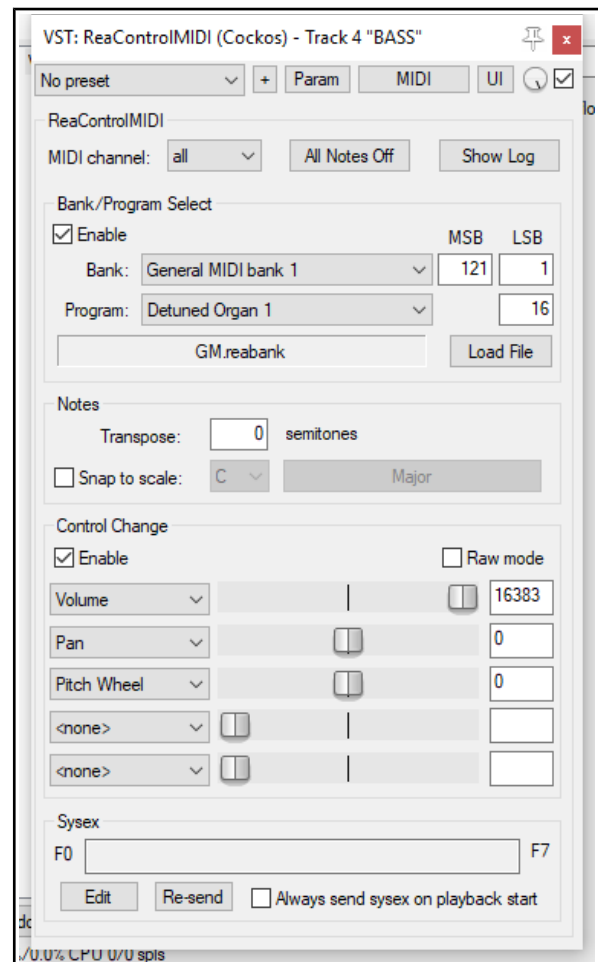 VST: ReaControlMIDI (Cockos) - Track 4 "BASS" x
No preset + Param MIDI UI
ReaControlMIDI
MIDI channel: all All Notes Off Show Log
Bank/Program Select
Enable MSB LSB
Bank: General MIDI bank 1 121 1
Program: Detuned Organ 1 16
GM.reabank Load File
Notes
Transpose: 0 semitones
Snap to scale: C Major
Control Change
Enable Raw mode
Volume 16383
Pan 0
Pitch Wheel 0
<none>
<none>
Sysex
F0 F7
Edit Re-send Always send sysex on playback start
/0.0% CPU 0/0 spls